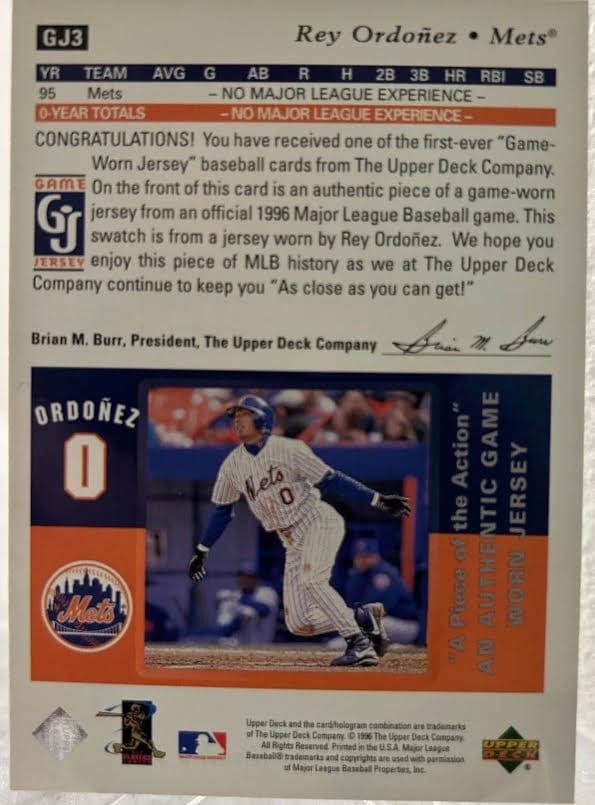 GJ3
Rey Ordoñez • Mets®
YR TEAM AVG G AB R H 2B 3B HR RBI SB
95 Mets – NO MAJOR LEAGUE EXPERIENCE –
0-YEAR TOTALS – NO MAJOR LEAGUE EXPERIENCE –
CONGRATULATIONS! You have received one of the first-ever "Game-
Worn Jersey" baseball cards from The Upper Deck Company.
On the front of this card is an authentic piece of a game-worn
jersey from an official 1996 Major League Baseball game. This
swatch is from a jersey worn by Rey Ordoñez. We hope you
enjoy this piece of MLB history as we at The Upper Deck
Company continue to keep you "As close as you can get!"
GAME
GJ
JERSEY
Brian M. Burr, President, The Upper Deck Company
Brian M. Burr
ORDOÑEZ
0
Mets
0
"A Piece of the Action"
AN AUTHENTIC GAME
WORN JERSEY
Mets
Upper Deck and the card/hologram combination are trademarks
of The Upper Deck Company. © 1996 The Upper Deck Company.
All Rights Reserved. Printed in the U.S.A. Major League
Baseball® trademarks and copyrights are used with permission
of Major League Baseball Properties, Inc.
UPPER
DECK
®